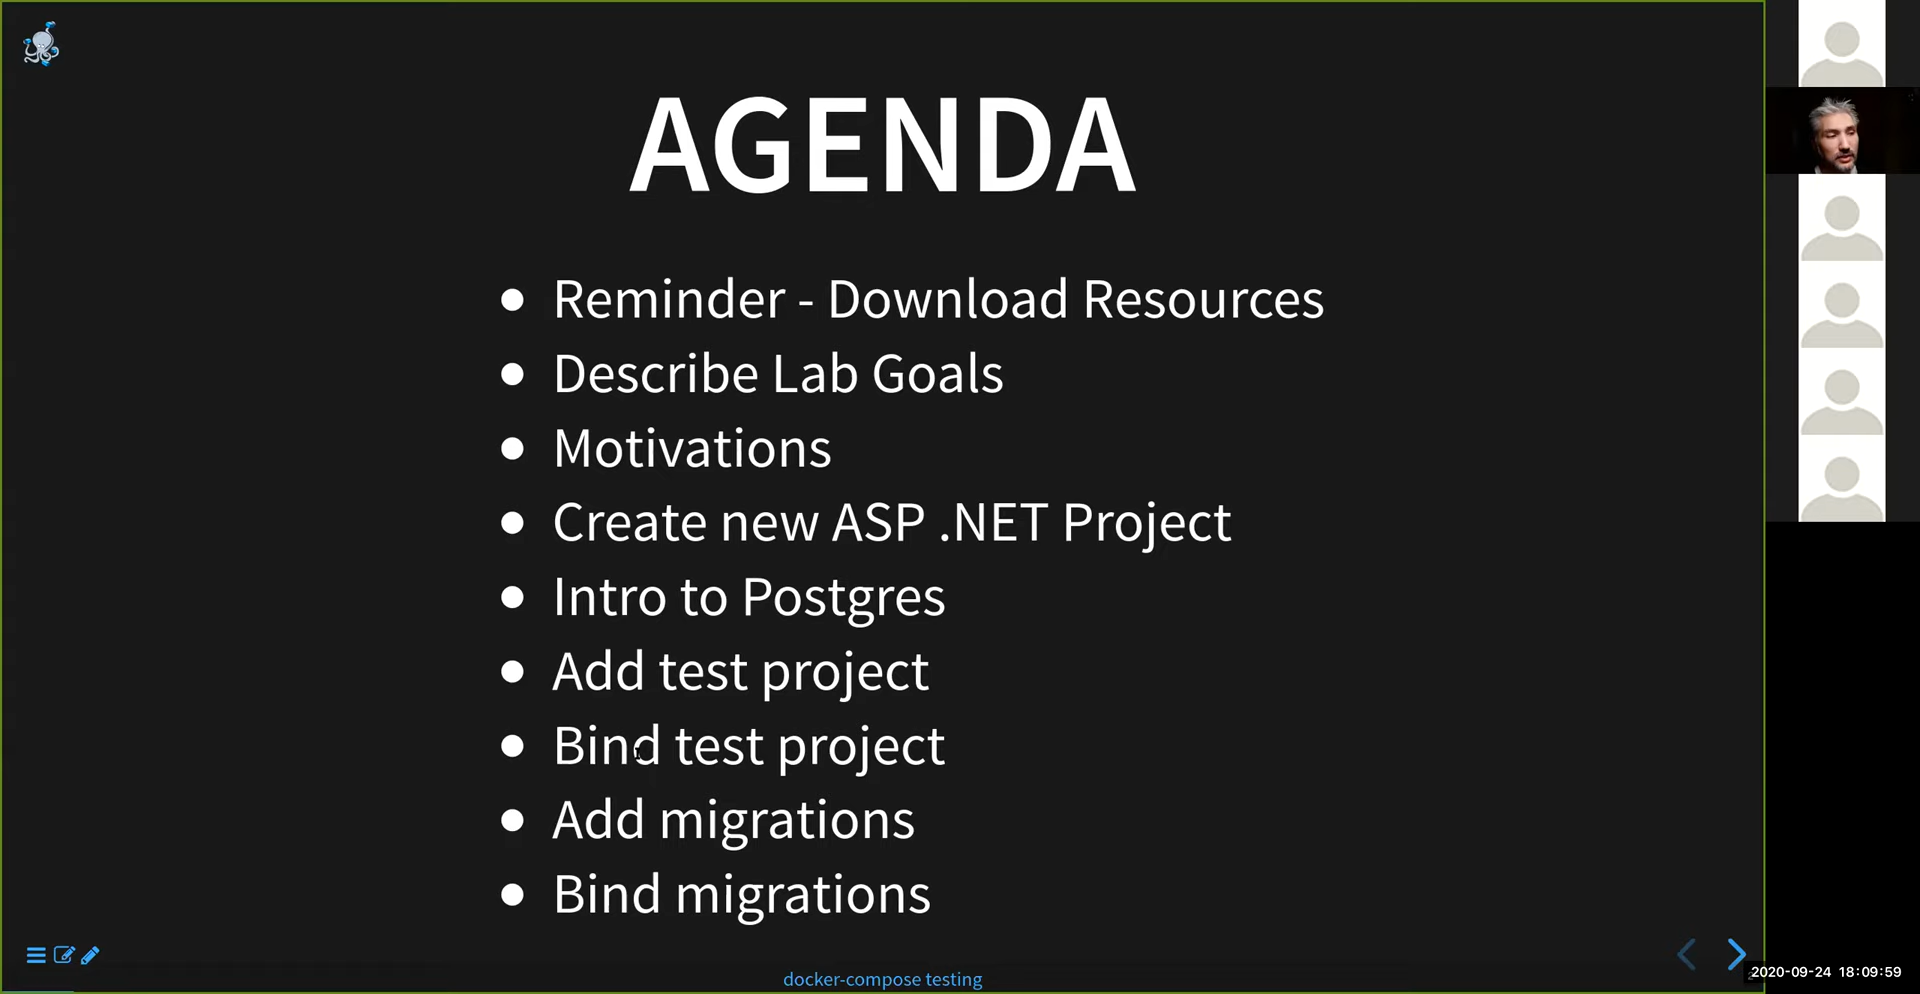 AGENDA
Reminder - Download Resources
Describe Lab Goals
Motivations
Create new ASP .NET Project
Intro to Postgres
Add test project
Bind test project
Add migrations
Bind migrations
docker-compose testing
2020-09-24 18:09:59